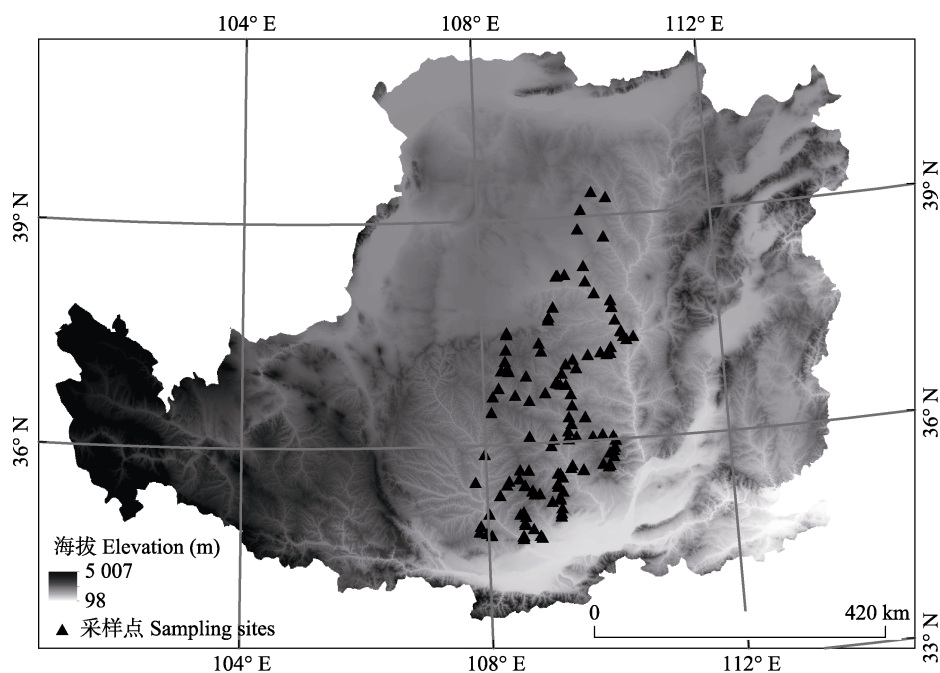 104° E 108° E 112° E
39° N 39° N
36° N 36° N
海拔 Elevation (m)
5 007
98
▲ 采样点 Sampling sites
0 420 km
33° N
104° E 108° E 112° E